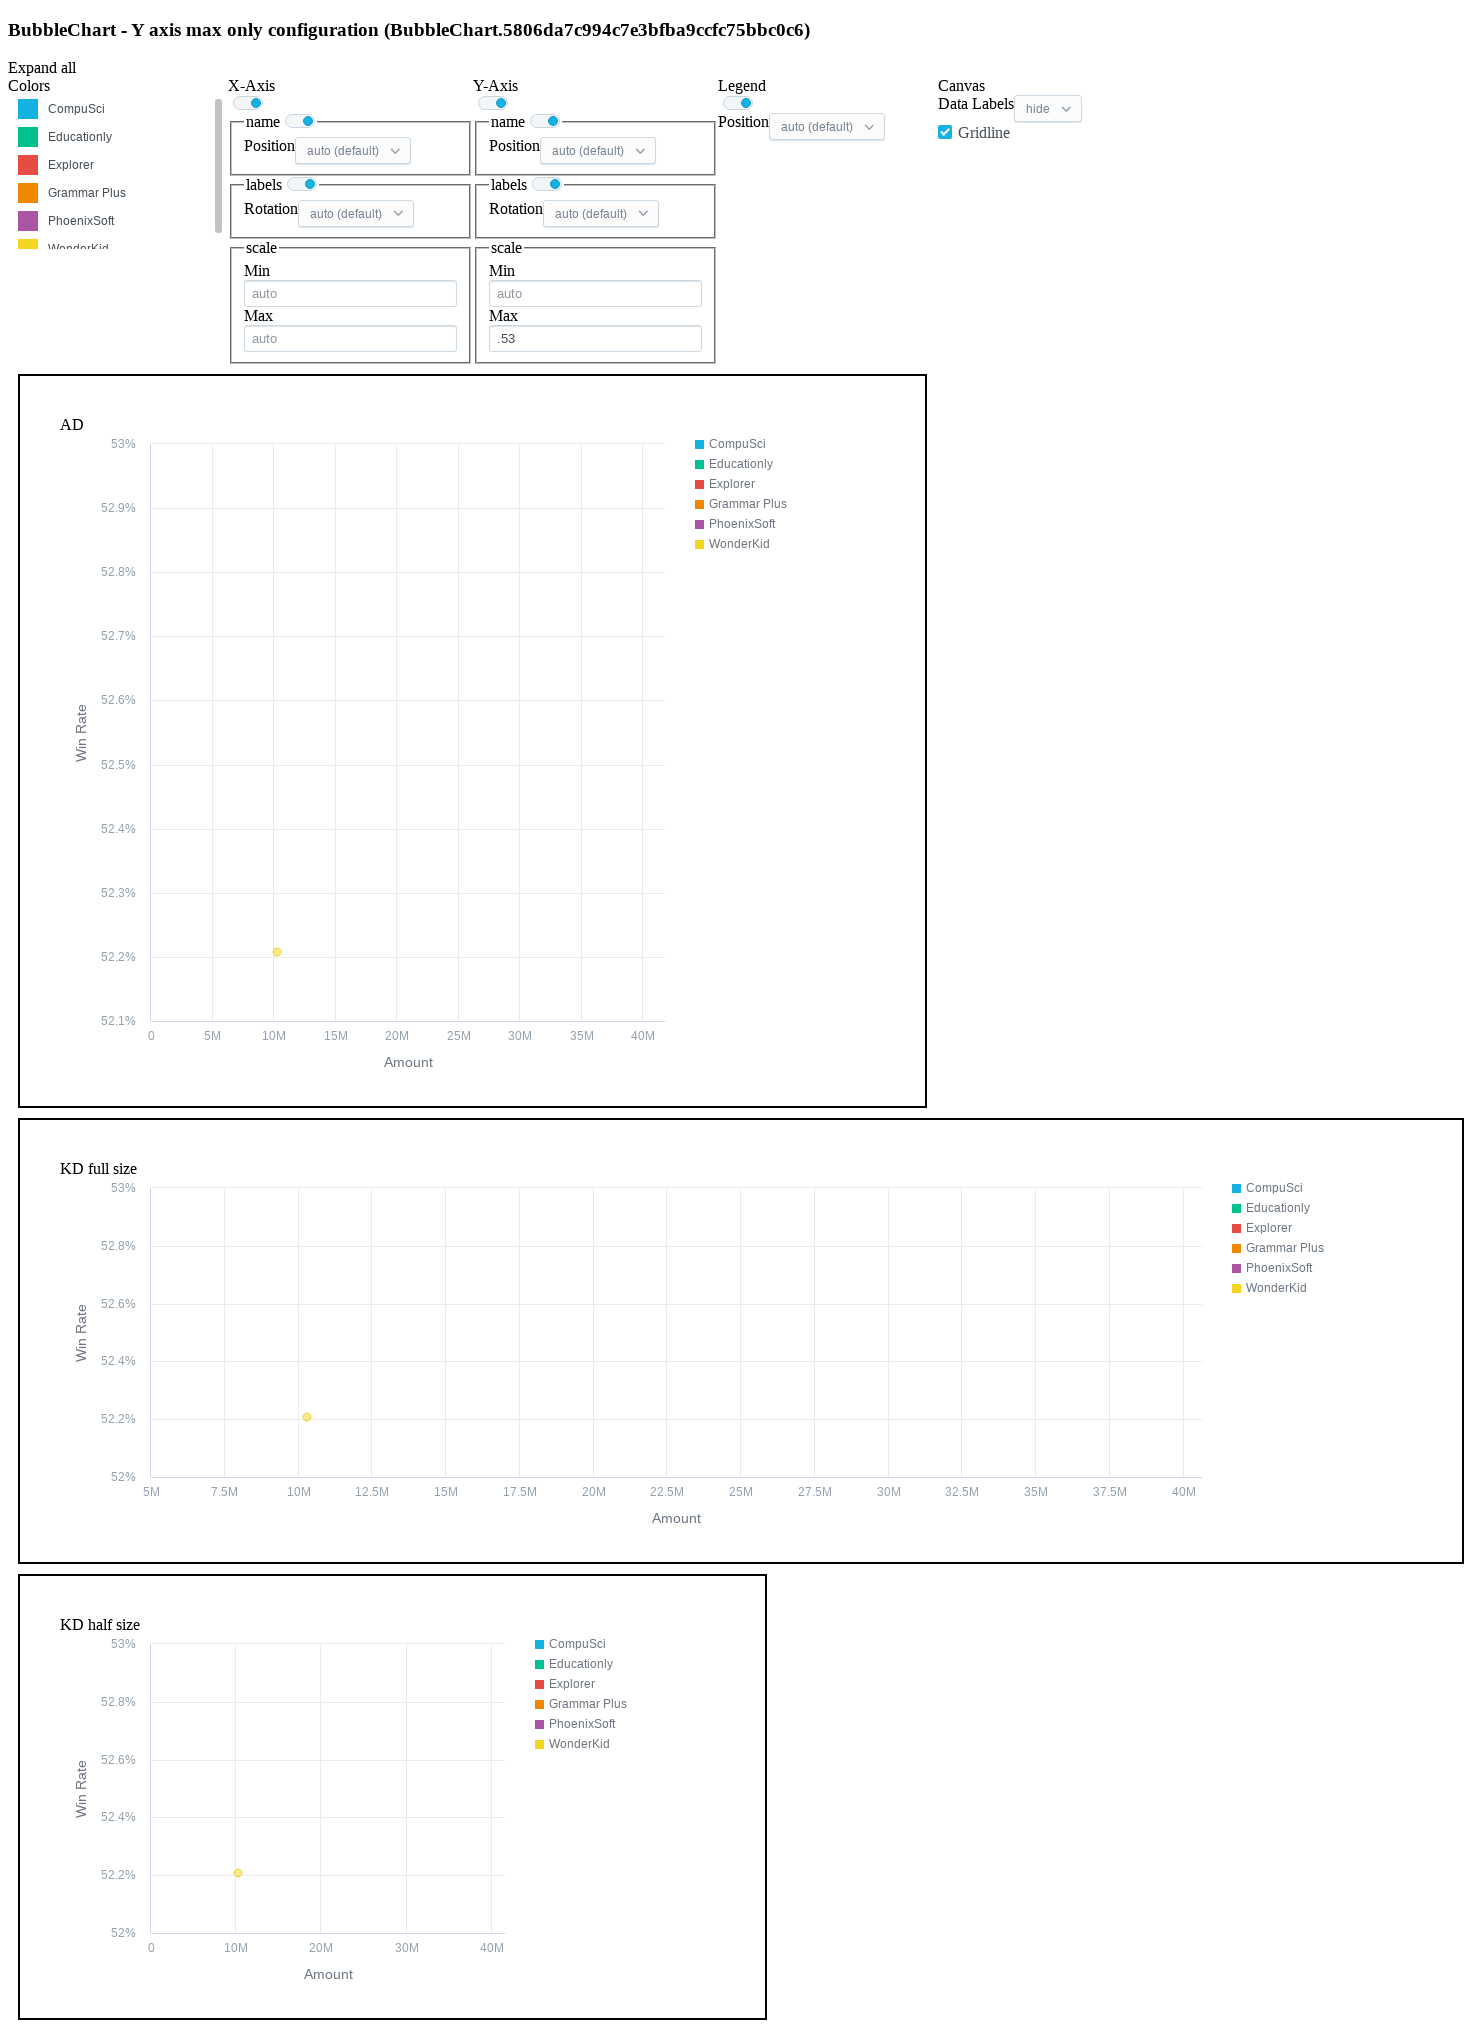 BubbleChart - Y axis max only configuration (BubbleChart.5806da7c994c7e3bfba9ccfc75bbc0c6)
Expand all
Colors
CompuSci
Educationly
Explorer
Grammar Plus
PhoenixSoft
WonderKid
X-Axis
name
Position auto (default)
labels
Rotation auto (default)
scale
Min
auto
Max
auto
Y-Axis
name
Position auto (default)
labels
Rotation auto (default)
scale
Min
auto
Max
.53
Legend
Position auto (default)
Canvas
Data Labels hide
Gridline
AD
53%
52.9%
52.8%
52.7%
52.6%
52.5%
52.4%
52.3%
52.2%
52.1%
Win Rate
0 5M 10M 15M 20M 25M 30M 35M 40M
Amount
CompuSci
Educationly
Explorer
Grammar Plus
PhoenixSoft
WonderKid
KD full size
53%
52.8%
52.6%
52.4%
52.2%
52%
Win Rate
5M 7.5M 10M 12.5M 15M 17.5M 20M 22.5M 25M 27.5M 30M 32.5M 35M 37.5M 40M
Amount
CompuSci
Educationly
Explorer
Grammar Plus
PhoenixSoft
WonderKid
KD half size
53%
52.8%
52.6%
52.4%
52.2%
52%
Win Rate
0 10M 20M 30M 40M
Amount
CompuSci
Educationly
Explorer
Grammar Plus
PhoenixSoft
WonderKid